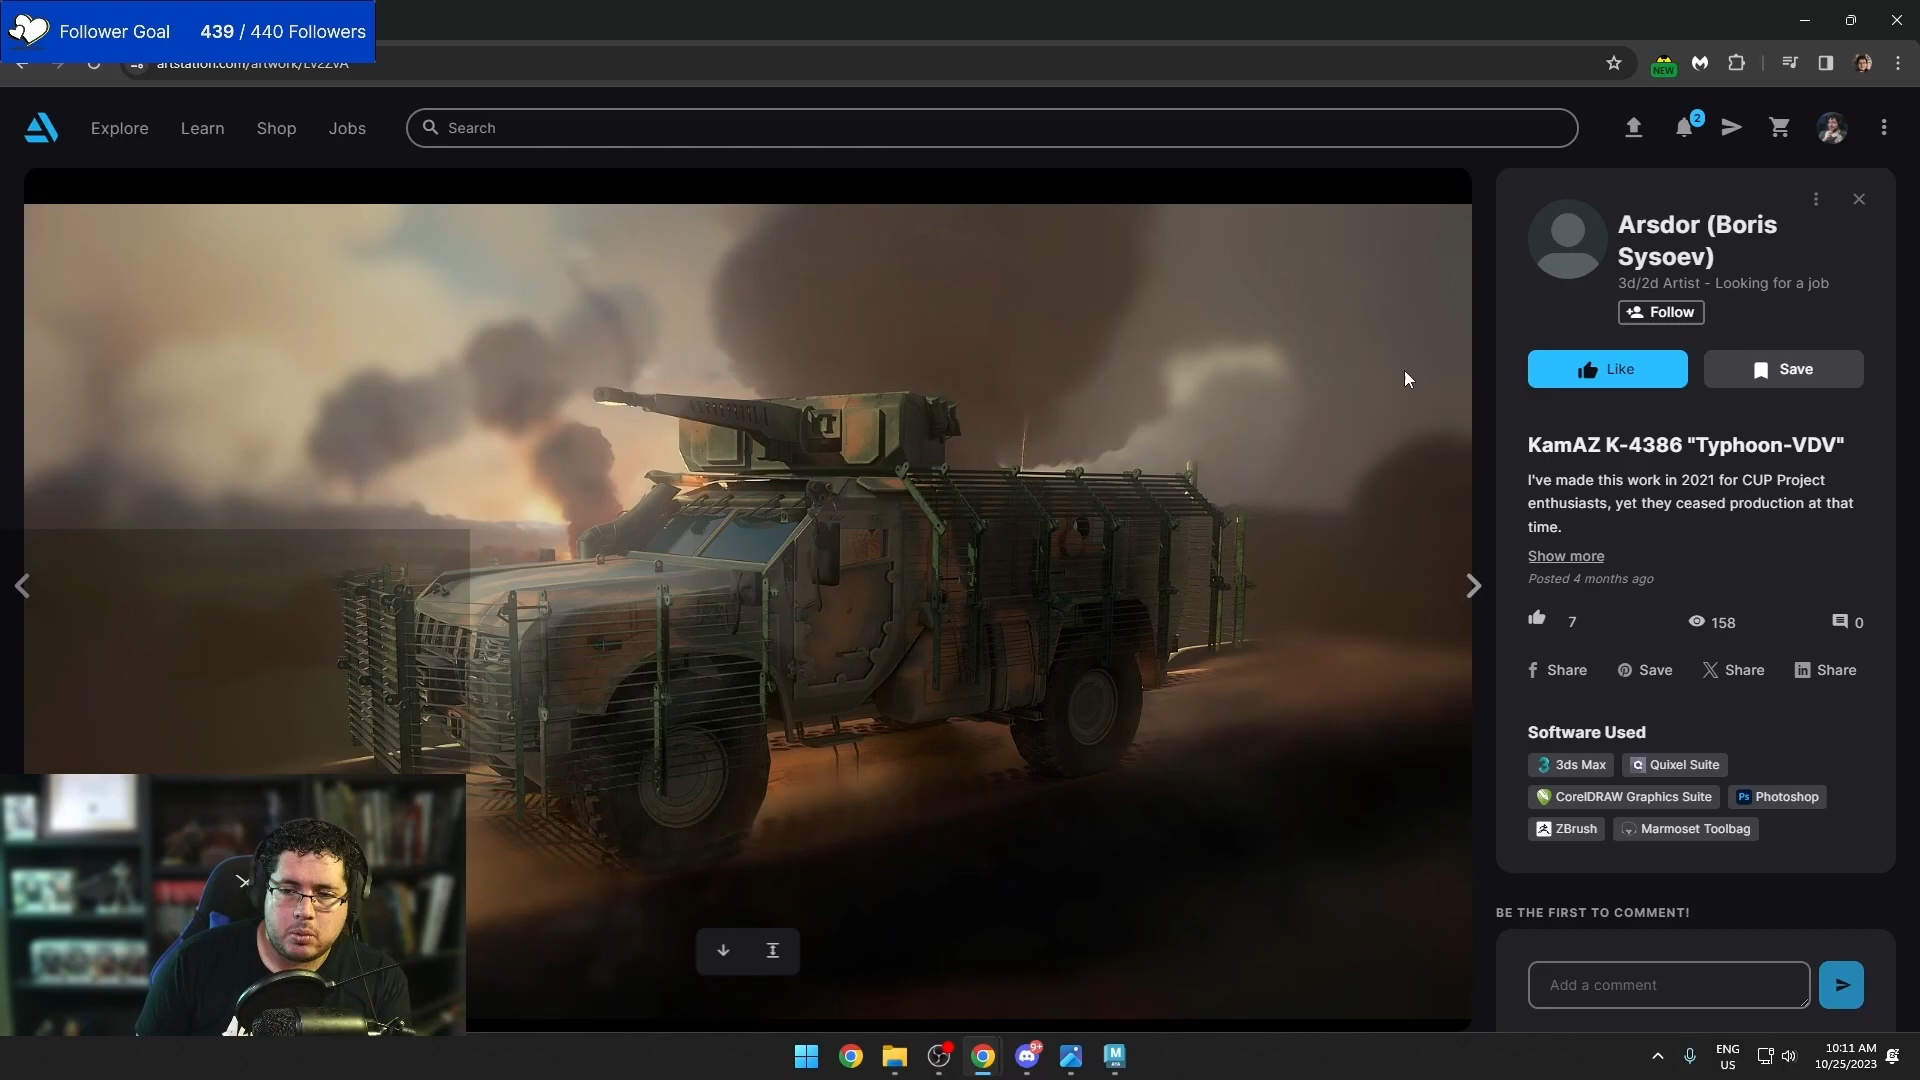 Follower Goal 439 / 440 Followers
artstation.com/artwork/Lv2ZvA
NEW
Explore Learn Shop Jobs Search
2
Arsdor (Boris
Sysoev)
3d/2d Artist - Looking for a job
Follow
Like Save
KamAZ K-4386 "Typhoon-VDV"
I've made this work in 2021 for CUP Project
enthusiasts, yet they ceased production at that
time.
Show more
Posted 4 months ago
7 158 0
Share Save Share Share
Software Used
3ds Max Quixel Suite
CorelDRAW Graphics Suite Ps Photoshop
ZBrush Marmoset Toolbag
BE THE FIRST TO COMMENT!
Add a comment
9+
M
ENG
US
10:11 AM
10/25/2023